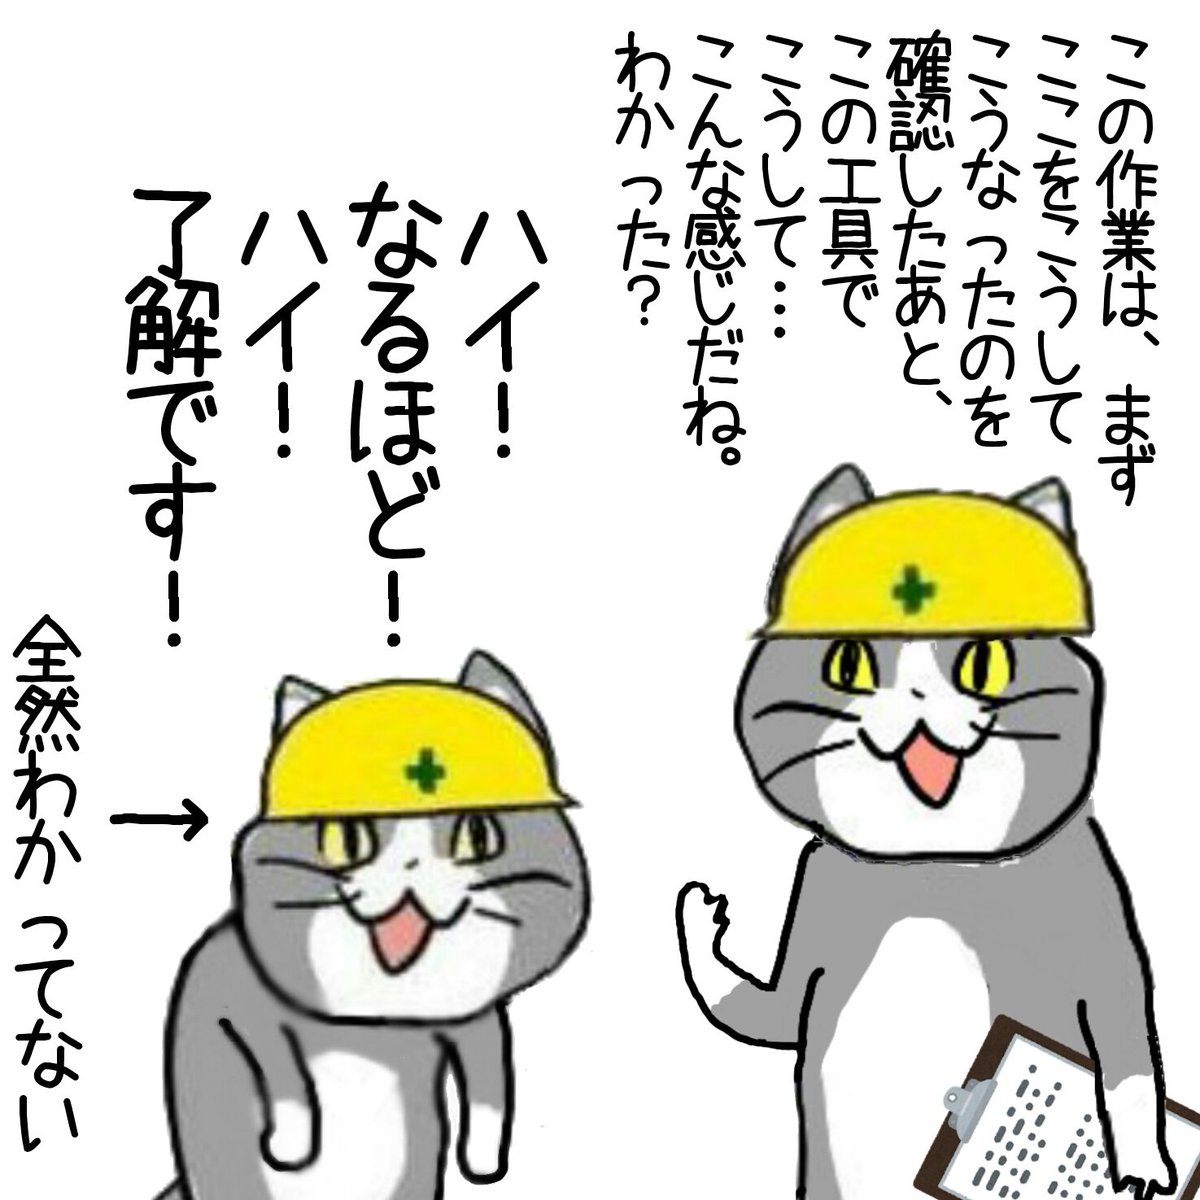 この作業は、まず
ここをこうして
こうなったのを
確認したあと、
この工具で
こうして…
こんな感じだね。
わかった？
ハイ！
なるほど！
ハイ！
了解です！
全然わかってない
→